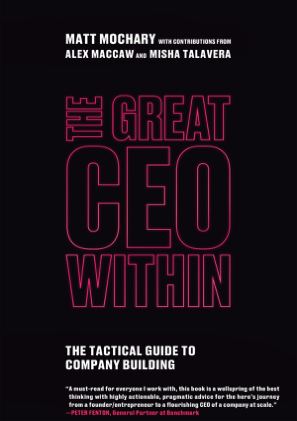 MATT MOCHARY WITH CONTRIBUTIONS FROM
ALEX MACCAW AND MISHA TALAVERA
THE GREAT
CEO
WITHIN
THE TACTICAL GUIDE TO
COMPANY BUILDING
"A must-read for everyone I work with, this book is a wellspring of the best
thinking with highly actionable, pragmatic advice for the hero's journey
from a founder/entrepreneur to a flourishing CEO of a company at scale."
—PETER FENTON, General Partner at Benchmark